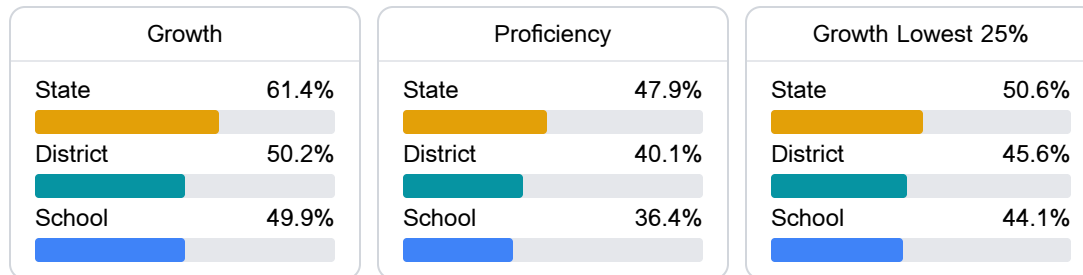 Growth
State 61.4%
District 50.2%
School 49.9%
Proficiency
State 47.9%
District 40.1%
School 36.4%
Growth Lowest 25%
State 50.6%
District 45.6%
School 44.1%